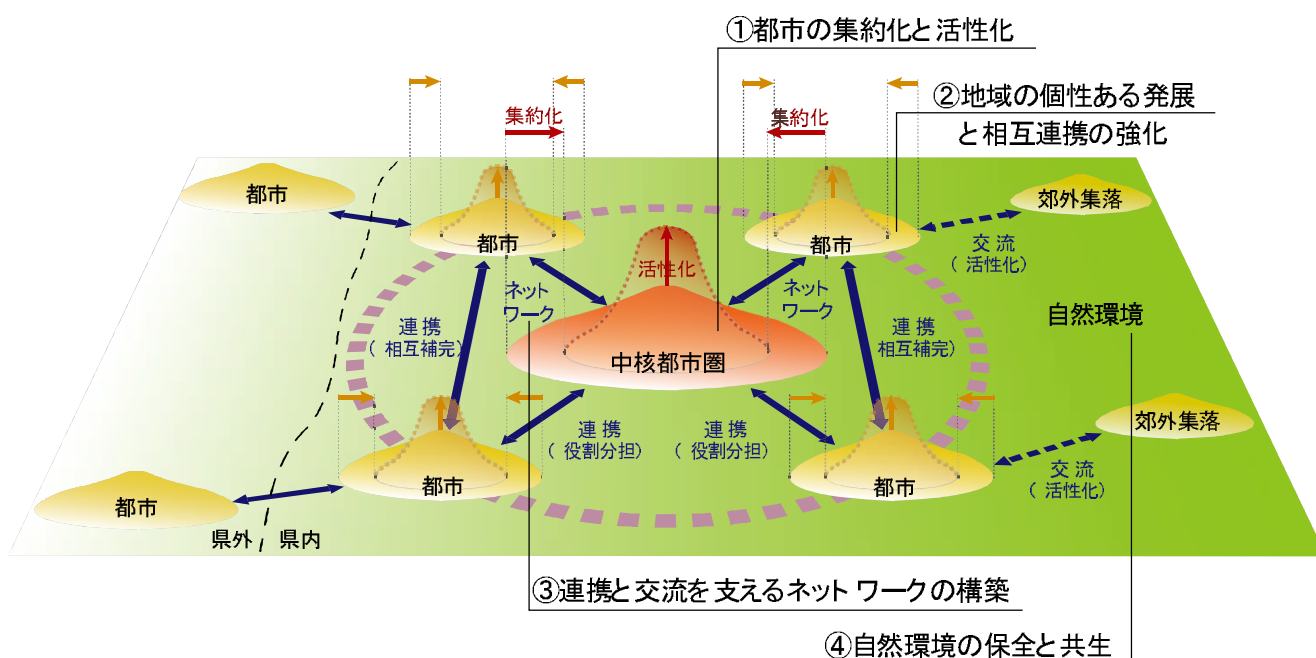 ①都市の集約化と活性化
②地域の個性ある発展
と相互連携の強化
集約化
集約化
都市
都市
都市
郊外集落
交流
(活性化)
活性化
ネット
ワーク
ネット
ワーク
自然環境
連携
(相互補完)
連携
相互補完)
中核都市圏
郊外集落
連携
(役割分担)
連携
(役割分担)
都市
都市
都市
交流
(活性化)
県外
県内
③連携と交流を支えるネットワークの構築
④自然環境の保全と共生